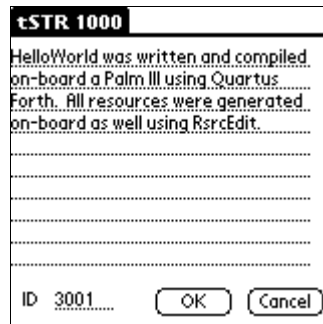 tSTR 1000
HelloWorld was written and compiled
on-board a Palm III using Quartus
Forth. All resources were generated
on-board as well using RsrcEdit.
ID 3001 OK Cancel